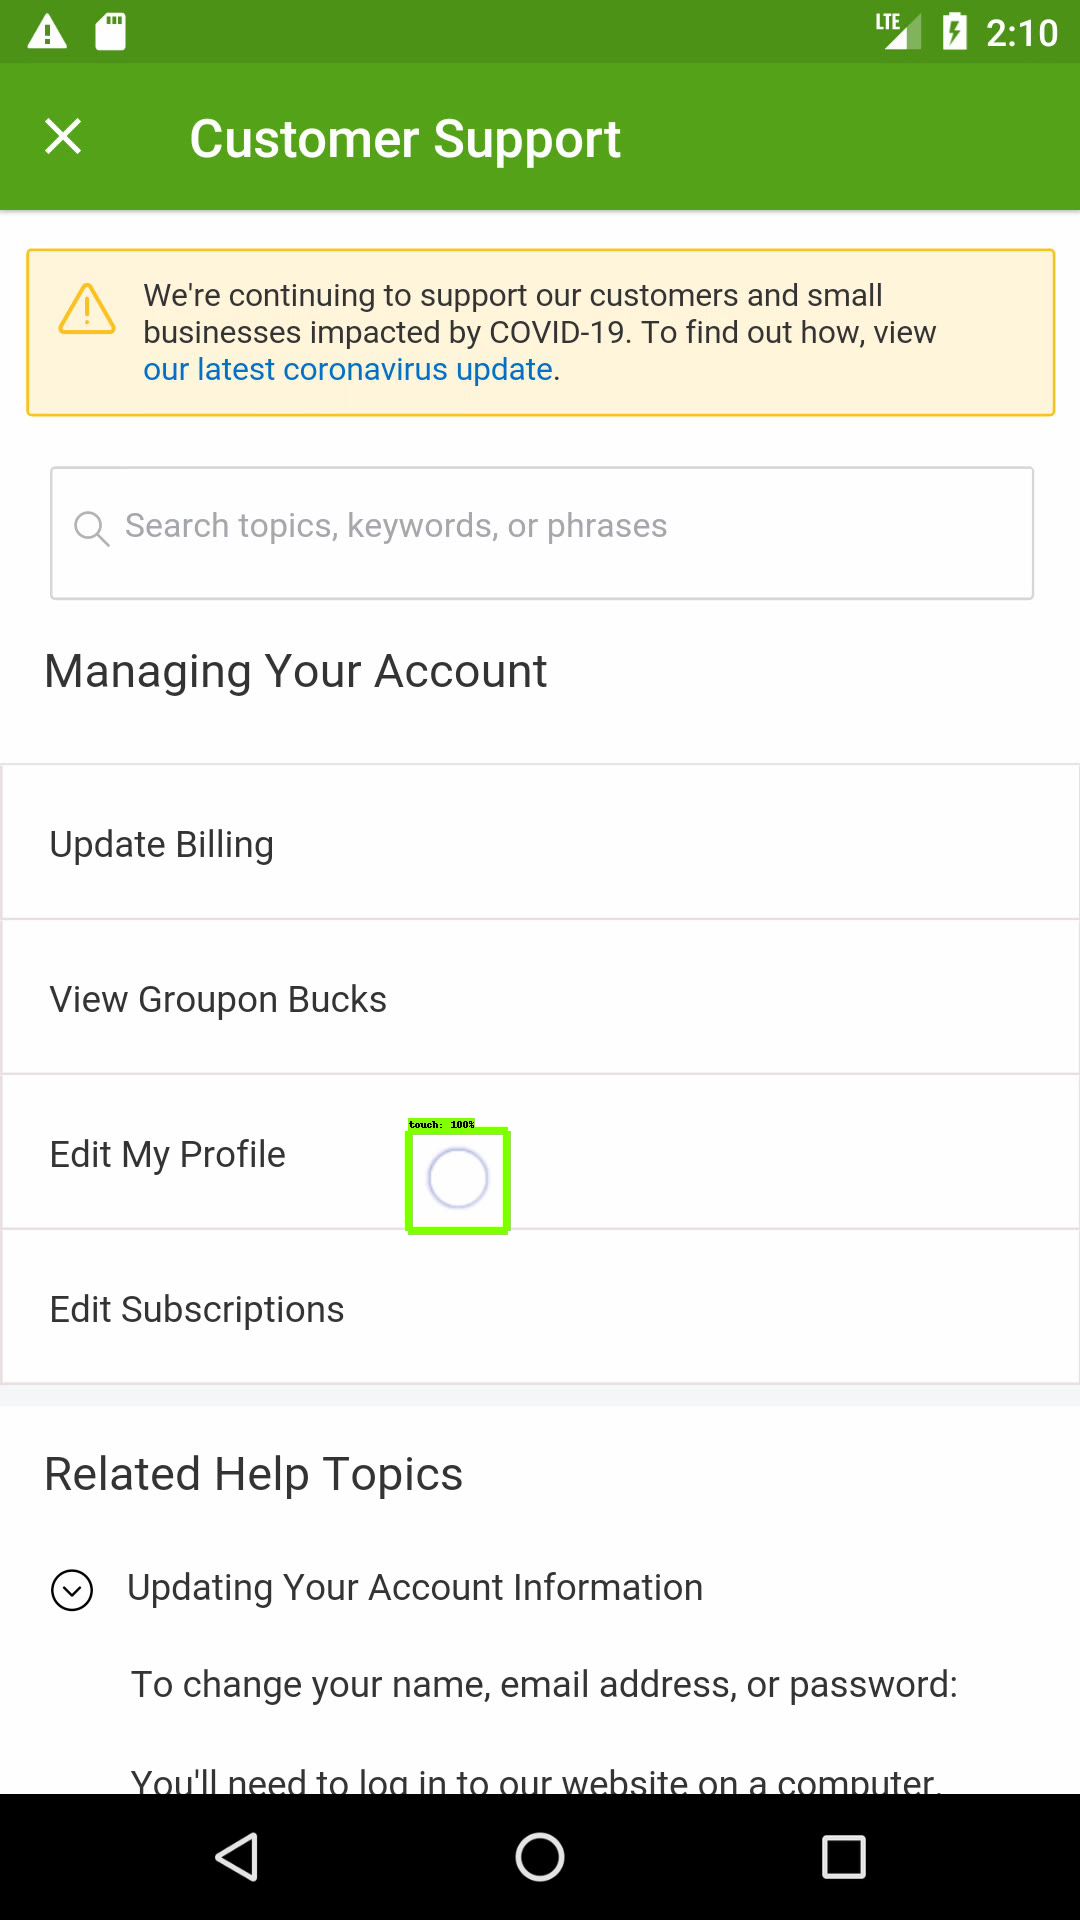 LTE 2:10
Customer Support
We're continuing to support our customers and small
businesses impacted by COVID-19. To find out how, view
our latest coronavirus update.
Search topics, keywords, or phrases
Managing Your Account
Update Billing
View Groupon Bucks
touch: 100%
Edit My Profile
Edit Subscriptions
Related Help Topics
Updating Your Account Information
To change your name, email address, or password:
You'll need to log in to our website on a computer.